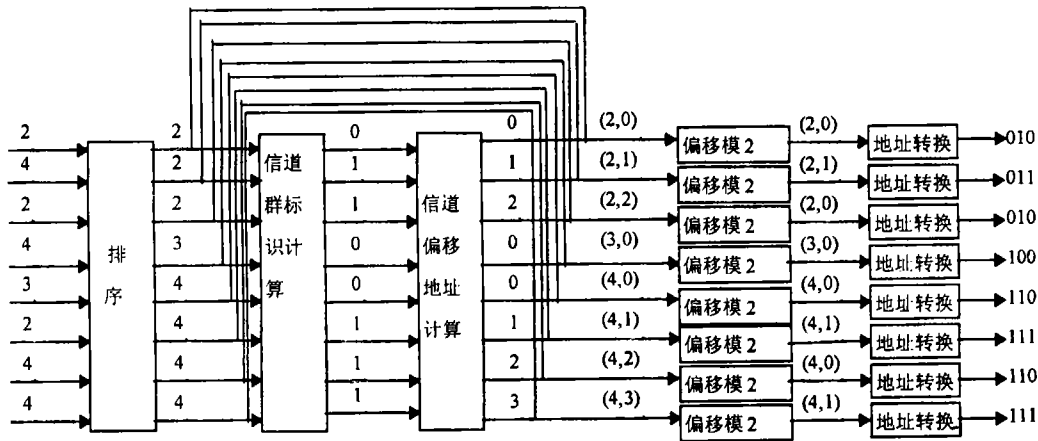 2 2 0 0 (2,0) 偏移模2 (2,0) 地址转换 010
4 2 1 1 (2,1) 偏移模2 (2,1) 地址转换 011
2 2 1 2 (2,2) 偏移模2 (2,0) 地址转换 010
4 3 0 0 (3,0) 偏移模2 (3,0) 地址转换 100
3 4 0 0 (4,0) 偏移模2 (4,0) 地址转换 110
2 4 1 1 (4,1) 偏移模2 (4,1) 地址转换 111
4 4 1 2 (4,2) 偏移模2 (4,0) 地址转换 110
4 4 1 3 (4,3) 偏移模2 (4,1) 地址转换 111
排
序
信道
群标
识计
算
信道
偏移
地址
计算